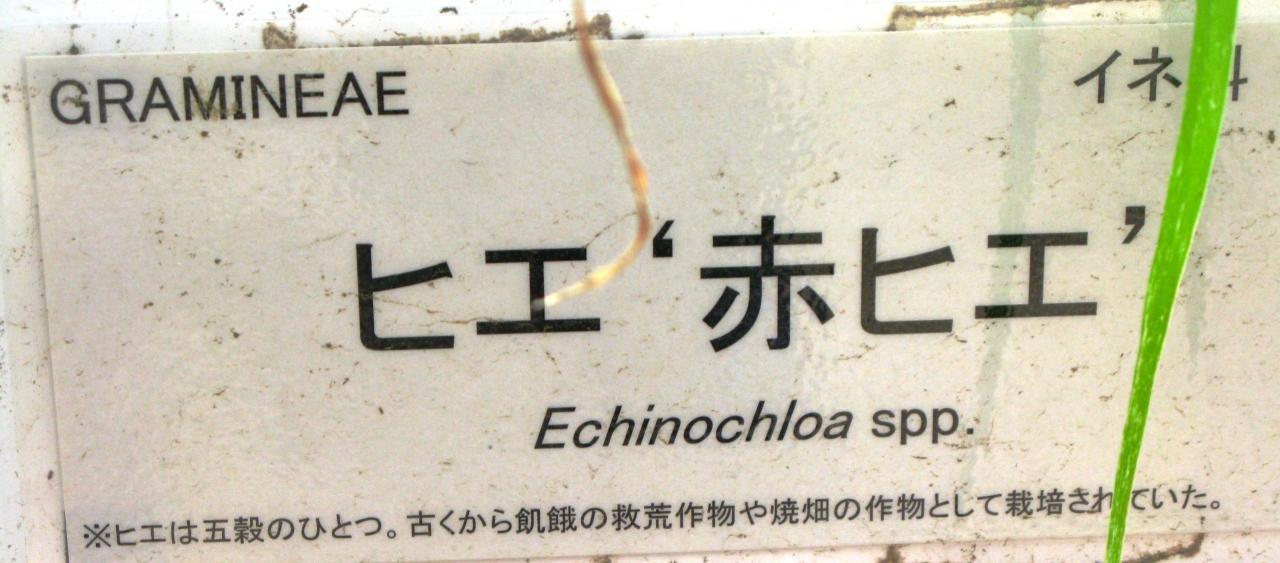 GRAMINEAE イネ科
ヒエ‘赤ヒエ’
Echinochloa spp.
※ヒエは五穀のひとつ。古くから飢餓の救荒作物や焼畑の作物として栽培されていた。